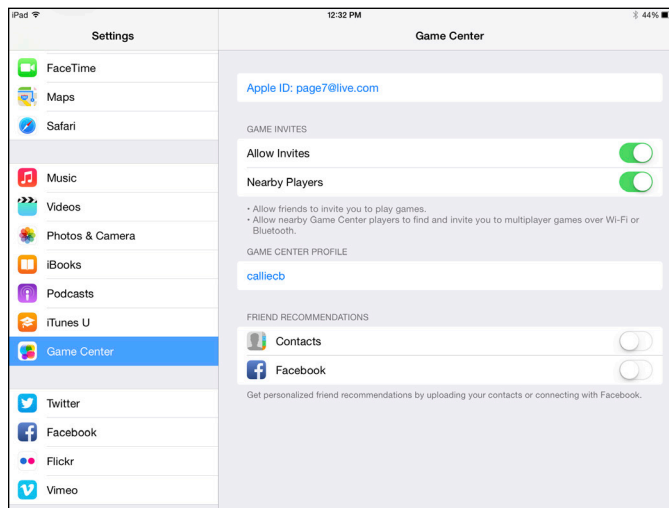 iPad 12:32 PM 44%
Settings
Game Center
FaceTime
Maps
Safari
Music
Videos
Photos & Camera
iBooks
Podcasts
iTunes U
Game Center
Twitter
Facebook
Flickr
Vimeo
Apple ID: page7@live.com
GAME INVITES
Allow Invites
Nearby Players
• Allow friends to invite you to play games.
• Allow nearby Game Center players to find and invite you to multiplayer games over Wi-Fi or
Bluetooth.
GAME CENTER PROFILE
calliecb
FRIEND RECOMMENDATIONS
Contacts
Facebook
Get personalized friend recommendations by uploading your contacts or connecting with Facebook.